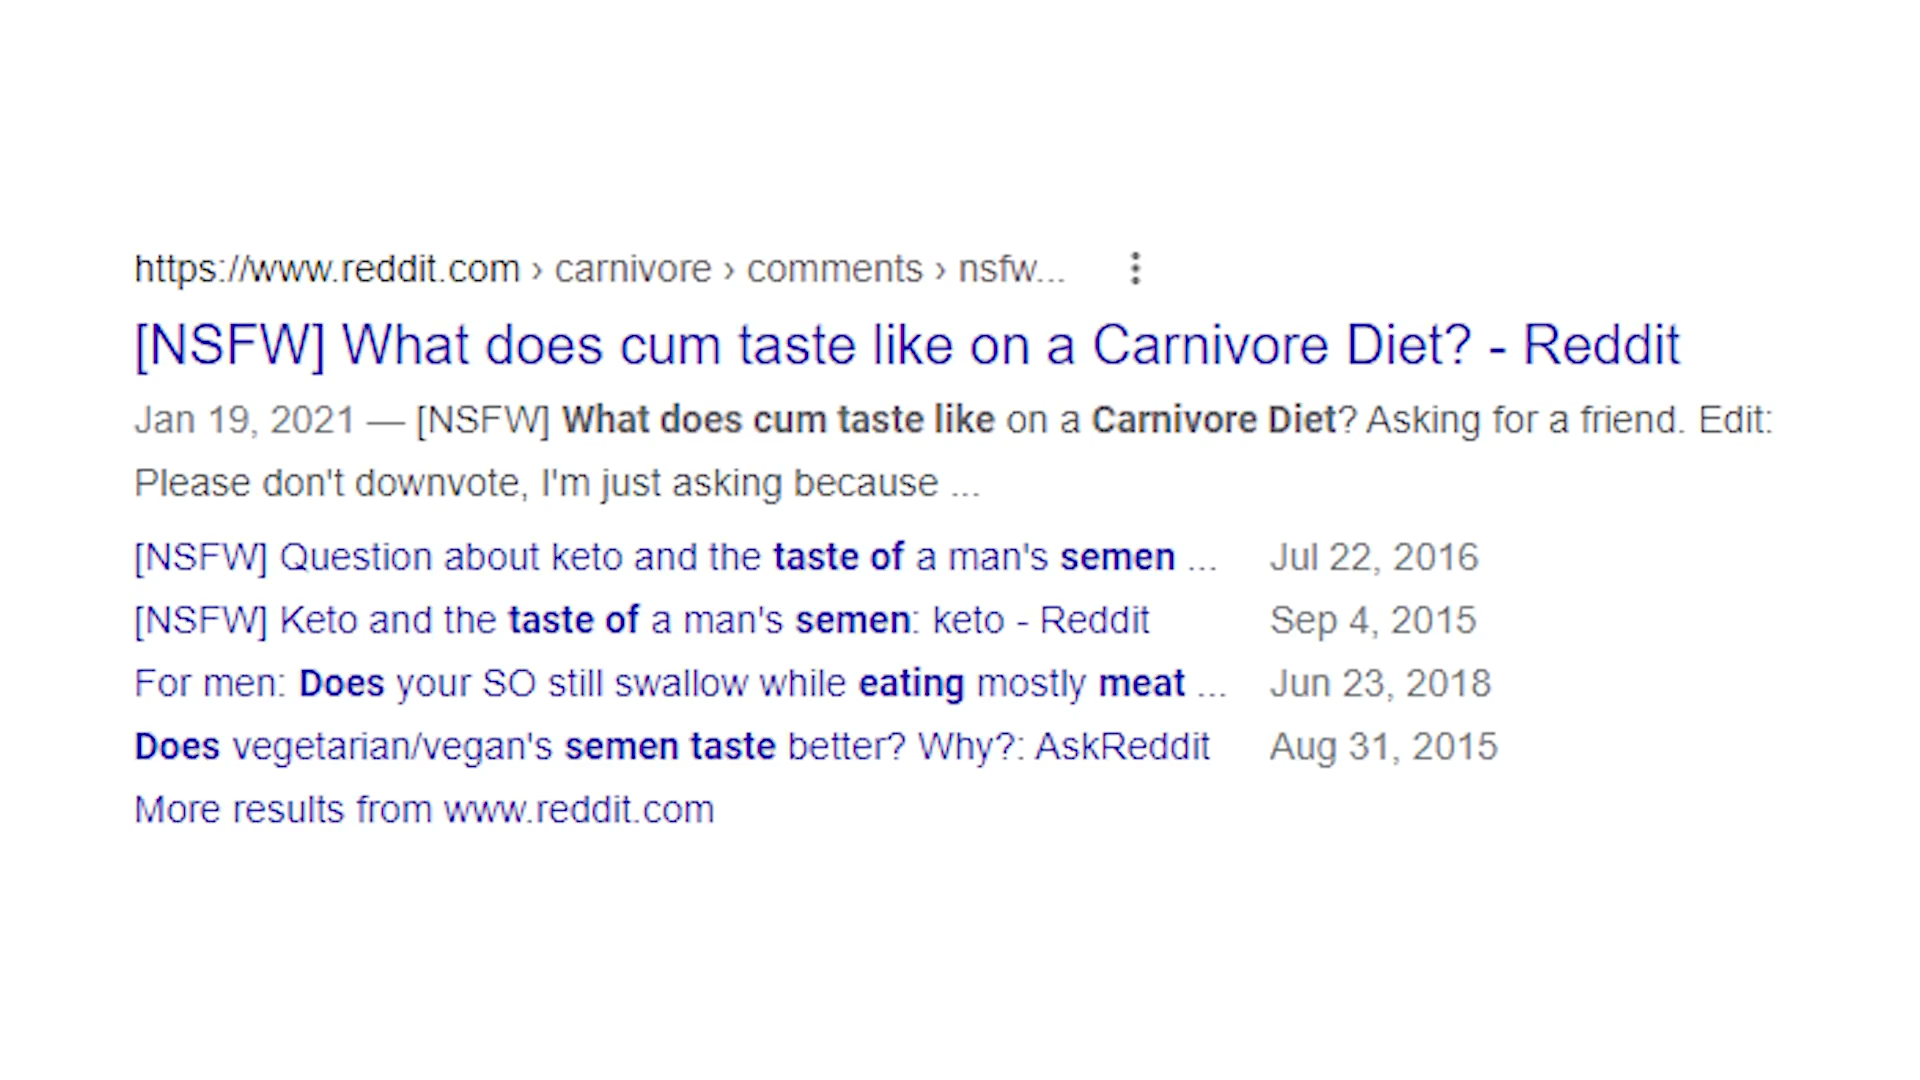 https://www.reddit.com › carnivore › comments › nsfw...
[NSFW] What does cum taste like on a Carnivore Diet? - Reddit
Jan 19, 2021 — [NSFW] What does cum taste like on a Carnivore Diet? Asking for a friend. Edit:
Please don't downvote, I'm just asking because ...
[NSFW] Question about keto and the taste of a man's semen ... Jul 22, 2016
[NSFW] Keto and the taste of a man's semen: keto - Reddit Sep 4, 2015
For men: Does your SO still swallow while eating mostly meat ... Jun 23, 2018
Does vegetarian/vegan's semen taste better? Why?: AskReddit Aug 31, 2015
More results from www.reddit.com